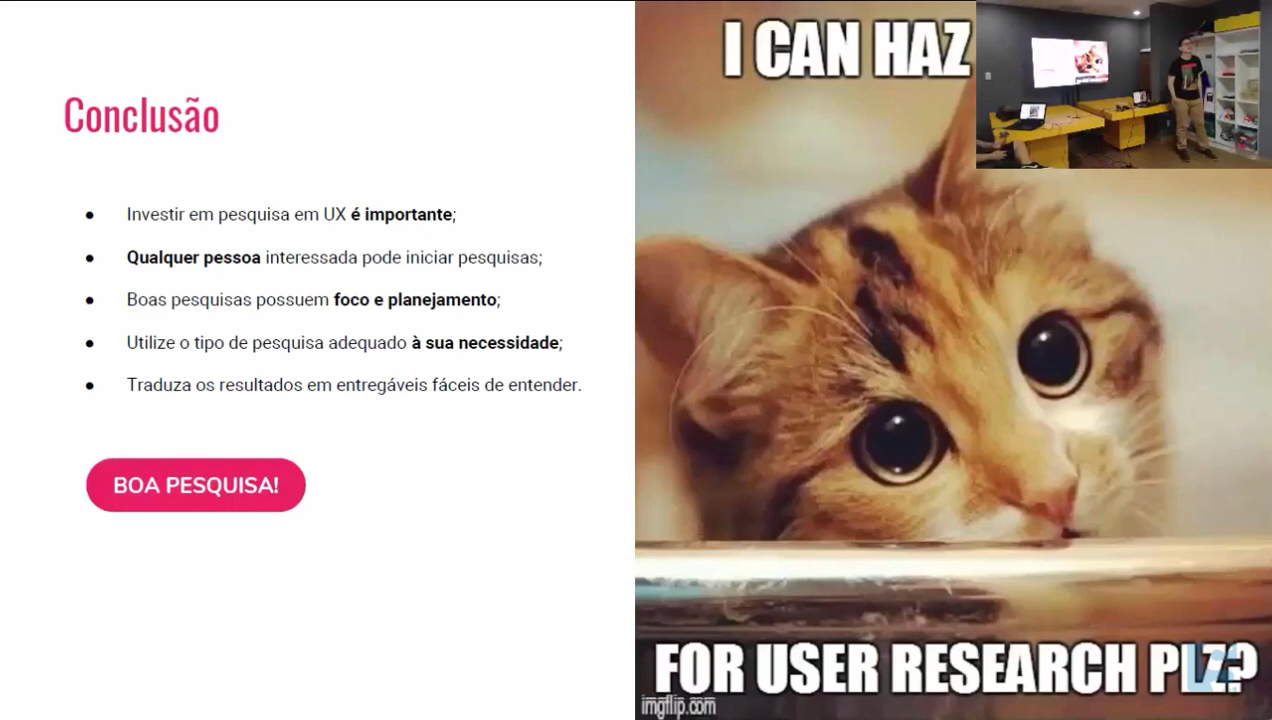 Conclusão
● Investir em pesquisa em UX é importante;
● Qualquer pessoa interessada pode iniciar pesquisas;
● Boas pesquisas possuem foco e planejamento;
● Utilize o tipo de pesquisa adequado à sua necessidade;
● Traduza os resultados em entregáveis fáceis de entender.
BOA PESQUISA!
I CAN HAZ
FOR USER RESEARCH PLZ?
imgflip.com